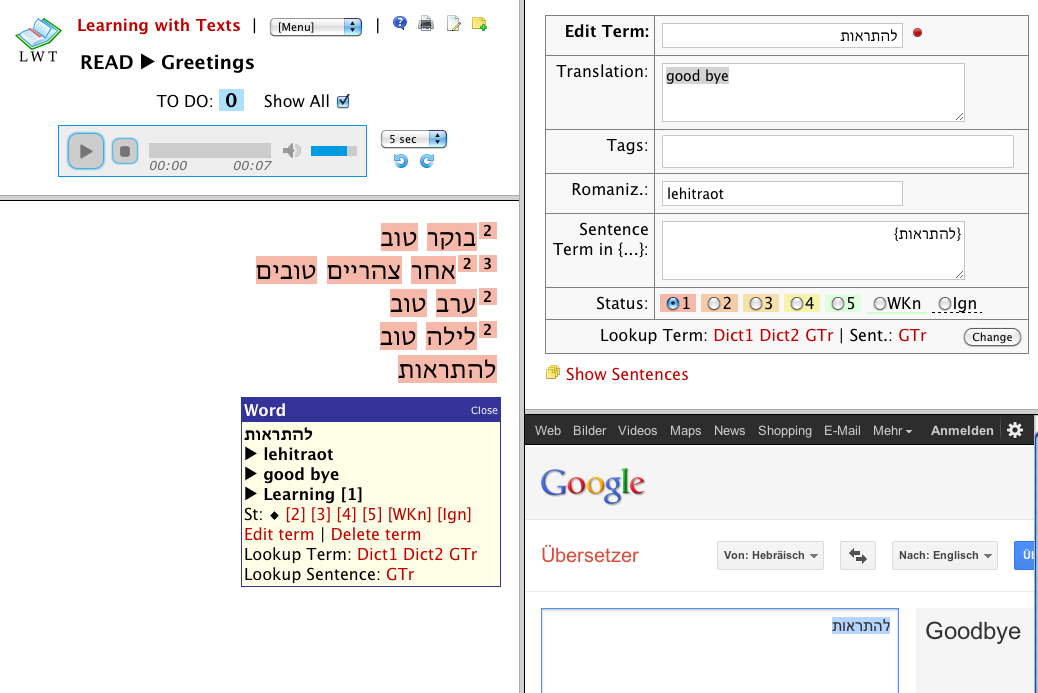 Learning with Texts | [Menu] |
LWT
READ ▶ Greetings
TO DO: 0 Show All
00:00 00:07
5 sec
בוקר טוב 2
אחר צהריים טובים 2 3
ערב טוב 2
לילה טוב 2
להתראות
Word Close
להתראות
▶ lehitraot
▶ good bye
▶ Learning [1]
St: ◆ [2] [3] [4] [5] [WKn] [Ign]
Edit term | Delete term
Lookup Term: Dict1 Dict2 GTr
Lookup Sentence: GTr
Edit Term: להתראות
Translation: good bye
Tags:
Romaniz.: lehitraot
Sentence {להתראות}
Term in {...}:
Status: 1 2 3 4 5 WKn Ign
Lookup Term: Dict1 Dict2 GTr | Sent.: GTr Change
Show Sentences
Web Bilder Videos Maps News Shopping E-Mail Mehr Anmelden
Google
Übersetzer Von: Hebräisch Nach: Englisch Üb
להתראות Goodbye